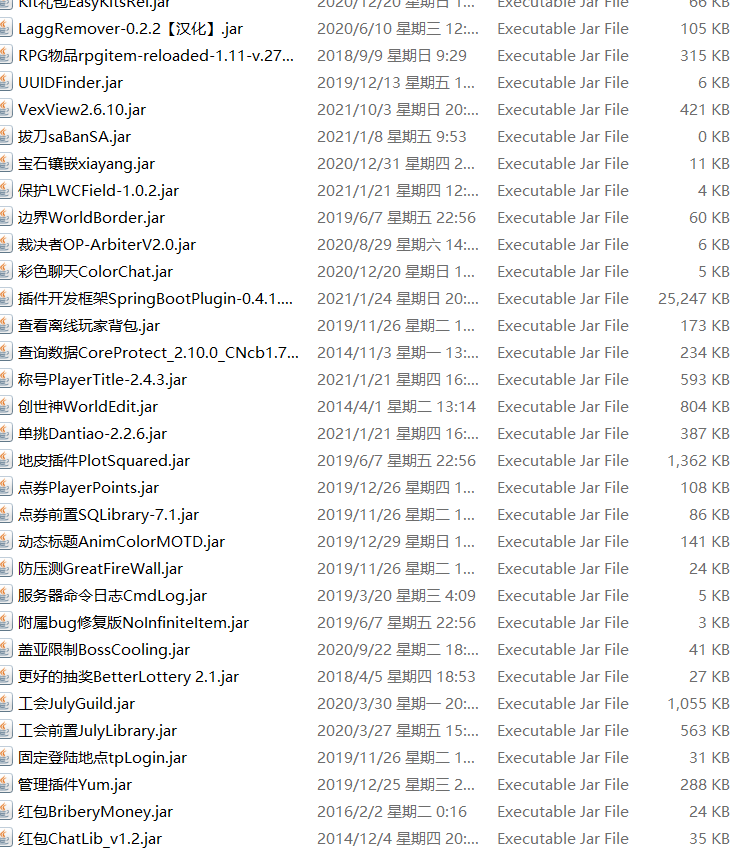 Kit礼包EasyKitsRel.jar 2020/12/20 星期日 1... Executable Jar File 66 KB
LaggRemover-0.2.2【汉化】.jar 2020/6/10 星期三 12:... Executable Jar File 105 KB
RPG物品rpgitem-reloaded-1.11-v.27... 2018/9/9 星期日 9:29 Executable Jar File 315 KB
UUIDFinder.jar 2019/12/13 星期五 1... Executable Jar File 6 KB
VexView2.6.10.jar 2021/10/3 星期日 20:... Executable Jar File 421 KB
拔刀saBanSA.jar 2021/1/8 星期五 9:53 Executable Jar File 0 KB
宝石镶嵌xiayang.jar 2020/12/31 星期四 2... Executable Jar File 11 KB
保护LWCField-1.0.2.jar 2021/1/21 星期四 12:... Executable Jar File 4 KB
边界WorldBorder.jar 2019/6/7 星期五 22:56 Executable Jar File 60 KB
裁决者OP-ArbiterV2.0.jar 2020/8/29 星期六 14:... Executable Jar File 6 KB
彩色聊天ColorChat.jar 2020/12/20 星期日 1... Executable Jar File 5 KB
插件开发框架SpringBootPlugin-0.4.1.... 2021/1/24 星期日 20:... Executable Jar File 25,247 KB
查看离线玩家背包.jar 2019/11/26 星期二 1... Executable Jar File 173 KB
查询数据CoreProtect_2.10.0_CNcb1.7... 2014/11/3 星期一 13:... Executable Jar File 234 KB
称号PlayerTitle-2.4.3.jar 2021/1/21 星期四 16:... Executable Jar File 593 KB
创世神WorldEdit.jar 2014/4/1 星期二 13:14 Executable Jar File 804 KB
单挑Dantiao-2.2.6.jar 2021/1/21 星期四 16:... Executable Jar File 387 KB
地皮插件PlotSquared.jar 2019/6/7 星期五 22:56 Executable Jar File 1,362 KB
点券PlayerPoints.jar 2019/12/26 星期四 1... Executable Jar File 108 KB
点券前置SQLibrary-7.1.jar 2019/11/26 星期二 1... Executable Jar File 86 KB
动态标题AnimColorMOTD.jar 2019/12/29 星期日 1... Executable Jar File 141 KB
防压测GreatFireWall.jar 2019/11/26 星期二 1... Executable Jar File 24 KB
服务器命令日志CmdLog.jar 2019/3/20 星期三 4:09 Executable Jar File 5 KB
附属bug修复版NoInfiniteItem.jar 2019/6/7 星期五 22:56 Executable Jar File 3 KB
盖亚限制BossCooling.jar 2020/9/22 星期二 18:... Executable Jar File 41 KB
更好的抽奖BetterLottery 2.1.jar 2018/4/5 星期四 18:53 Executable Jar File 27 KB
工会JulyGuild.jar 2020/3/30 星期一 20:... Executable Jar File 1,055 KB
工会前置JulyLibrary.jar 2020/3/27 星期五 15:... Executable Jar File 563 KB
固定登陆地点tpLogin.jar 2019/11/26 星期二 1... Executable Jar File 31 KB
管理插件Yum.jar 2019/12/25 星期三 2... Executable Jar File 288 KB
红包BriberyMoney.jar 2016/2/2 星期二 0:16 Executable Jar File 24 KB
红包ChatLib_v1.2.jar 2014/12/4 星期四 20:... Executable Jar File 35 KB